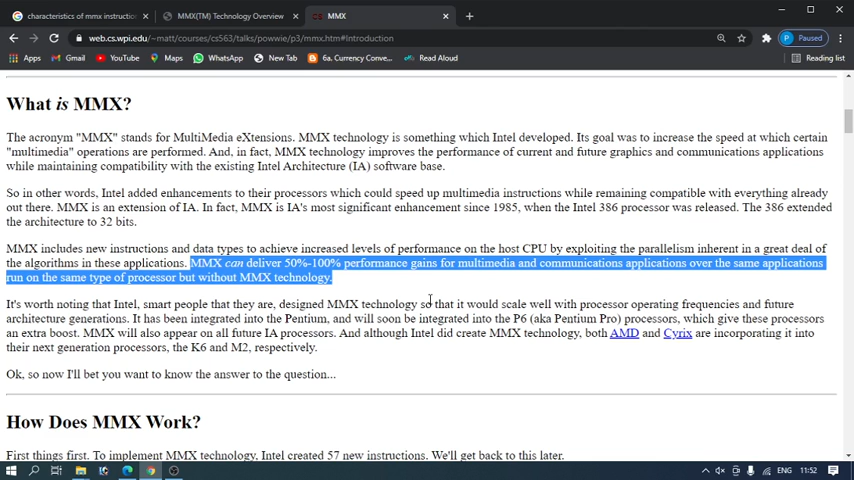 characteristics of mmx instruction
MMX(TM) Technology Overview
MMX
web.cs.wpi.edu/~matt/courses/cs563/talks/powwie/p3/mmx.htm#Introduction
Paused
Apps
Gmail
YouTube
Maps
WhatsApp
New Tab
6a. Currency Conve...
Read Aloud
Reading list
What is MMX?
The acronym "MMX" stands for MultiMedia eXtensions. MMX technology is something which Intel developed. Its goal was to increase the speed at which certain
"multimedia" operations are performed. And, in fact, MMX technology improves the performance of current and future graphics and communications applications
while maintaining compatibility with the existing Intel Architecture (IA) software base.
So in other words, Intel added enhancements to their processors which could speed up multimedia instructions while remaining compatible with everything already
out there. MMX is an extension of IA. In fact, MMX is IA's most significant enhancement since 1985, when the Intel 386 processor was released. The 386 extended
the architecture to 32 bits.
MMX includes new instructions and data types to achieve increased levels of performance on the host CPU by exploiting the parallelism inherent in a great deal of
the algorithms in these applications. MMX can deliver 50%-100% performance gains for multimedia and communications applications over the same applications
run on the same type of processor but without MMX technology.
It's worth noting that Intel, smart people that they are, designed MMX technology so that it would scale well with processor operating frequencies and future
architecture generations. It has been integrated into the Pentium, and will soon be integrated into the P6 (aka Pentium Pro) processors, which give these processors
an extra boost. MMX will also appear on all future IA processors. And although Intel did create MMX technology, both AMD and Cyrix are incorporating it into
their next generation processors, the K6 and M2, respectively.
Ok, so now I'll bet you want to know the answer to the question...
How Does MMX Work?
First things first. To implement MMX technology, Intel created 57 new instructions. We'll get back to this later.
ENG
11:52